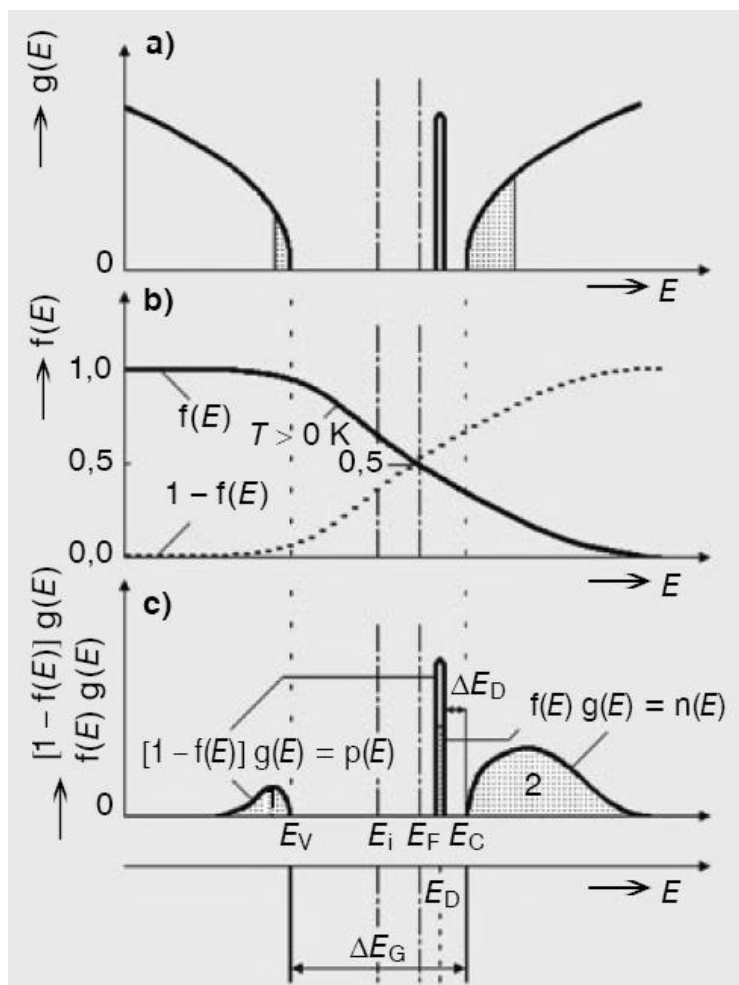 a)
g(E)
0
E
b)
f(E)
1,0
f(E)
T > 0 K
0,5
0,5
1 – f(E)
0,0
E
c)
[1 – f(E)] g(E)
f(E) g(E)
ΔE_D
f(E) g(E) = n(E)
[1 – f(E)] g(E) = p(E)
1
2
0
E_V E_i E_F E_C
E_D
E
ΔE_G